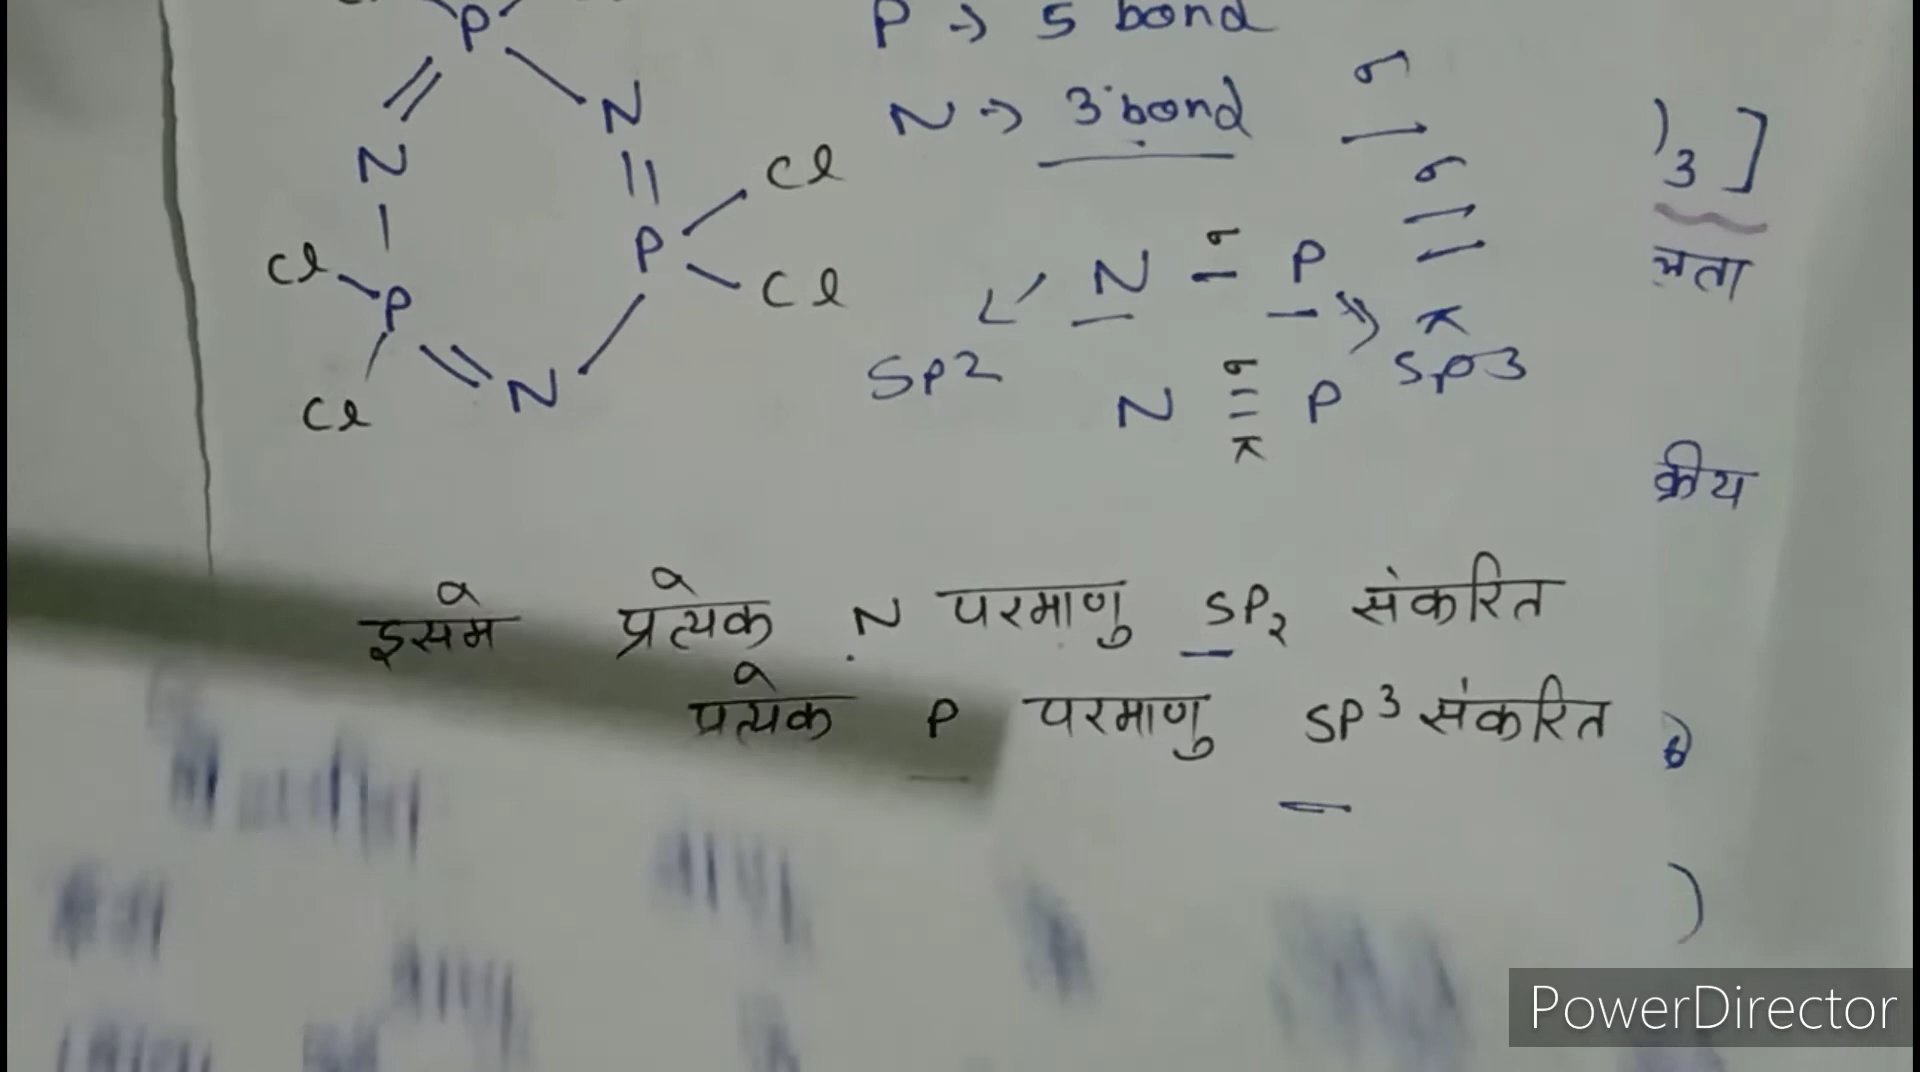 P → 5 bond
P
N → 3 bond
σ
N
N
Cl
)3]
σ
Cl
P
P
Cl
Cl
N – P
σ
π
SP2
SP3
N = P
σ
π
N
Cl
क्रीय
इसमे प्रत्येक N परमाणु SP2 संकरित
प्रत्येक P परमाणु SP3 संकरित
)
PowerDirector